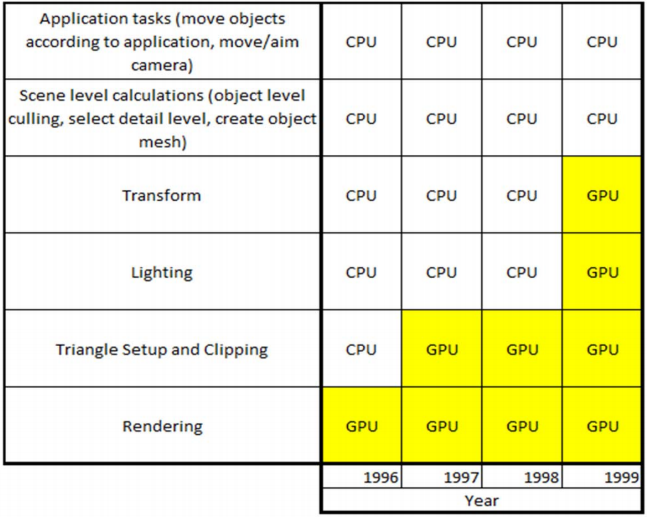 Application tasks (move objects
according to application, move/aim
camera)
CPU CPU CPU CPU
Scene level calculations (object level
culling, select detail level, create object
mesh)
CPU CPU CPU CPU
Transform CPU CPU CPU GPU
Lighting CPU CPU CPU GPU
Triangle Setup and Clipping CPU GPU GPU GPU
Rendering GPU GPU GPU GPU
1996 1997 1998 1999
Year